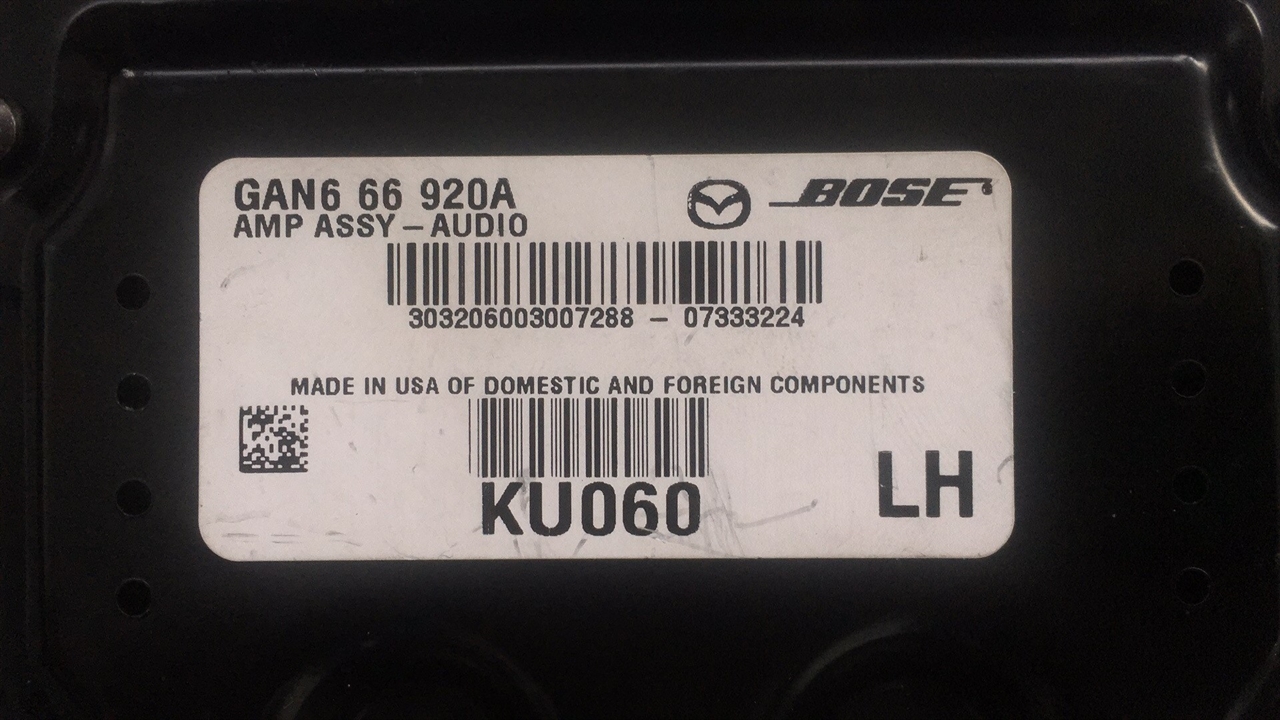 GAN6 66 920A
BOSE
AMP ASSY – AUDIO
303206003007288 – 07333224
MADE IN USA OF DOMESTIC AND FOREIGN COMPONENTS
KU060
LH